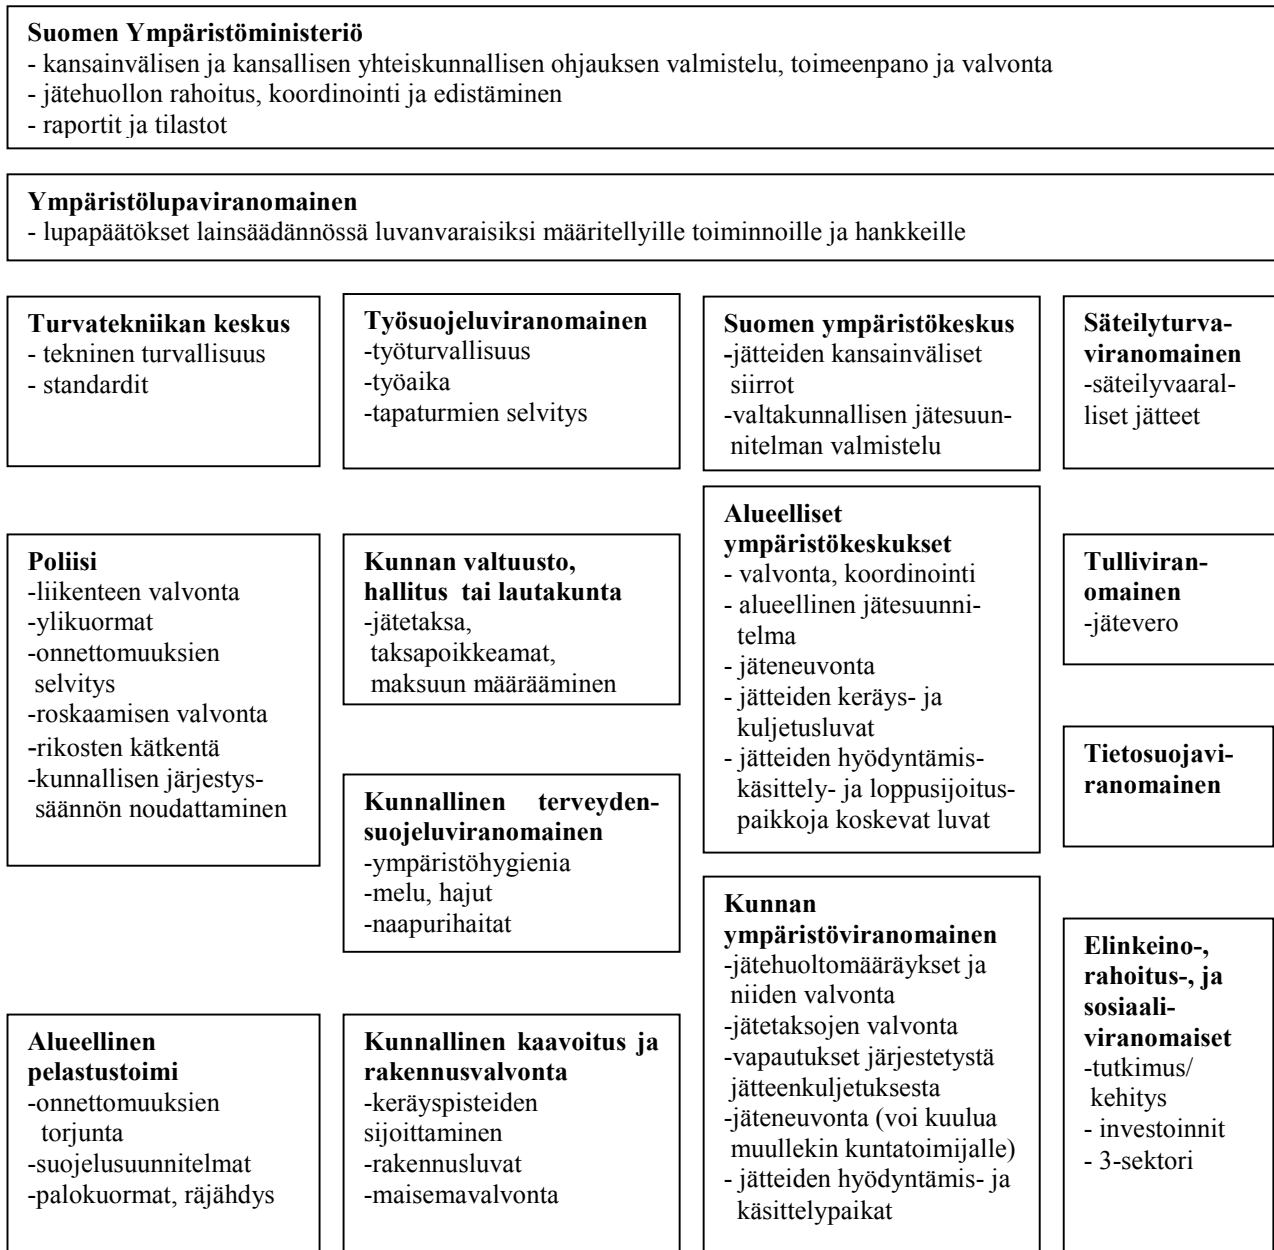 Suomen Ympäristöministeriö
- kansainvälisen ja kansallisen yhteiskunnallisen ohjauksen valmistelu, toimeenpano ja valvonta
- jätehuollon rahoitus, koordinointi ja edistäminen
- raportit ja tilastot
Ympäristölupaviranomainen
- lupapäätökset lainsäädännössä luvanvaraisiksi määritellyille toiminnoille ja hankkeille
Turvatekniikan keskus
- tekninen turvallisuus
- standardit
Työsuojeluviranomainen
-työturvallisuus
-työaika
-tapaturmien selvitys
Suomen ympäristökeskus
-jätteiden kansainväliset
siirrot
-valtakunnallisen jätesuun-
nitelman valmistelu
Säteilyturva-
viranomainen
-säteilyvaaral-
liset jätteet
Poliisi
-liikenteen valvonta
-ylikuormat
-onnettomuuksien
selvitys
-roskaamisen valvonta
-rikosten kätkentä
-kunnallisen järjestys-
säännön noudattaminen
Kunnan valtuusto,
hallitus tai lautakunta
-jätetaksa,
taksapoikkeamat,
maksuun määrääminen
Alueelliset
ympäristökeskukset
- valvonta, koordinointi
- alueellinen jätesuunni-
telma
- jäteneuvonta
- jätteiden keräys- ja
kuljetusluvat
- jätteiden hyödyntämis-
käsittely- ja loppusijoitus-
paikkoja koskevat luvat
Tulliviran-
omainen
-jätevero
Tietosuojavi-
ranomainen
Kunnallinen terveyden-
suojeluviranomainen
-ympäristöhygienia
-melu, hajut
-naapurihaitat
Kunnan
ympäristöviranomainen
-jätehuoltomääräykset ja
niiden valvonta
-jätetaksojen valvonta
-vapautukset järjestetystä
jätteenkuljetuksesta
-jäteneuvonta (voi kuulua
muullekin kuntatoimijalle)
- jätteiden hyödyntämis- ja
käsittelypaikat
Elinkeino-,
rahoitus-, ja
sosiaali-
viranomaiset
-tutkimus/
kehitys
- investoinnit
- 3-sektori
Alueellinen
pelastustoimi
-onnettomuuksien
torjunta
-suojelusuunnitelmat
-palokuormat, räjähdys
Kunnallinen kaavoitus ja
rakennusvalvonta
-keräyspisteiden
sijoittaminen
-rakennusluvat
-maisemavalvonta